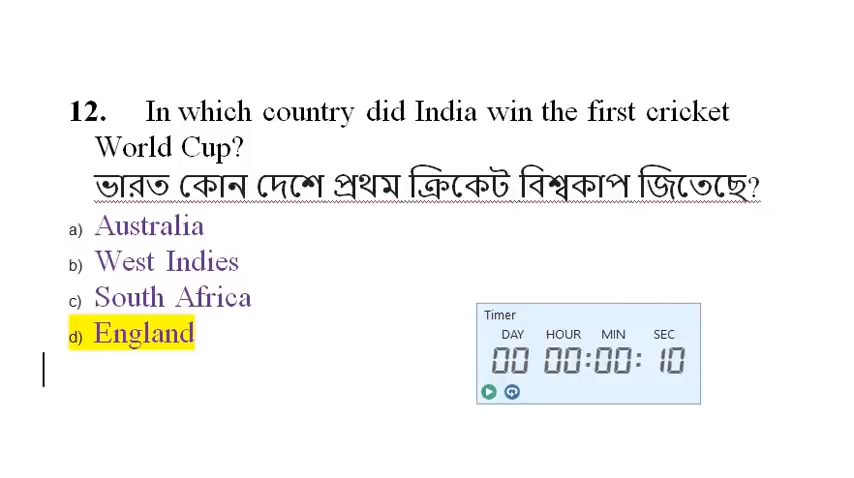 12. In which country did India win the first cricket
World Cup?
ভারত কোন দেশে প্রথম ক্রিকেট বিশ্বকাপ জিতেছে?
a) Australia
b) West Indies
c) South Africa
d) England
Timer
DAY HOUR MIN SEC
00 00:00:10